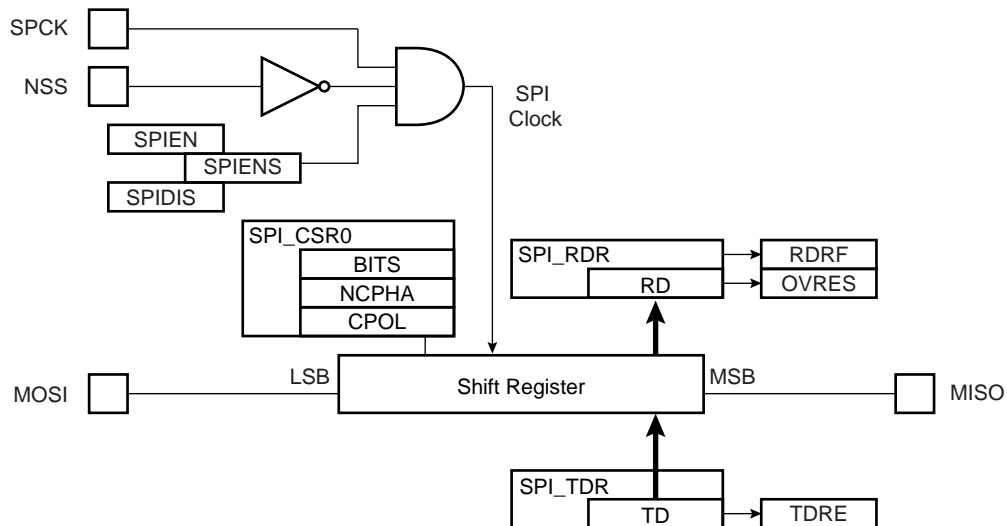 SPCK
NSS
SPI
Clock
SPIEN
SPIENS
SPIDIS
SPI_CSR0
BITS
NCPHA
CPOL
SPI_RDR
RD
RDRF
OVRES
LSB
Shift Register
MSB
MOSI
MISO
SPI_TDR
TD
TDRE